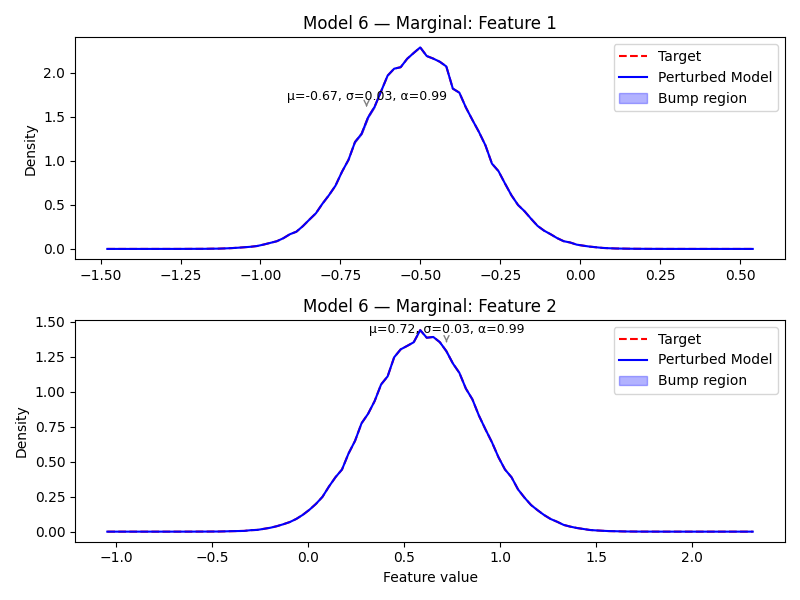 Model 6 — Marginal: Feature 1
Target
Perturbed Model
Bump region
μ=-0.67, σ=0.03, α=0.99
Density
2.0
1.5
1.0
0.5
0.0
−1.50 −1.25 −1.00 −0.75 −0.50 −0.25 0.00 0.25 0.50
Model 6 — Marginal: Feature 2
Target
Perturbed Model
Bump region
μ=0.72, σ=0.03, α=0.99
Density
1.50
1.25
1.00
0.75
0.50
0.25
0.00
−1.0 −0.5 0.0 0.5 1.0 1.5 2.0
Feature value